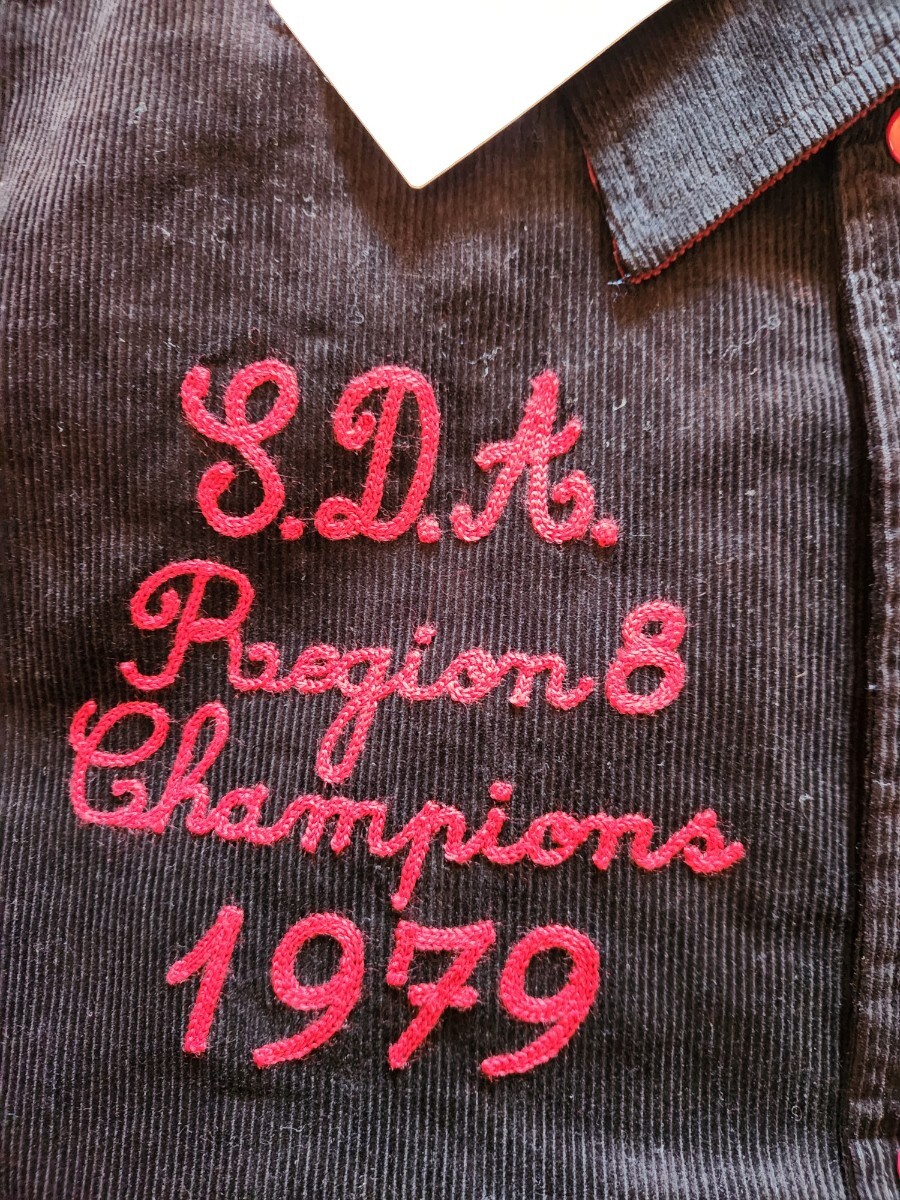 S.D.A.
Region 8
Champions
1979